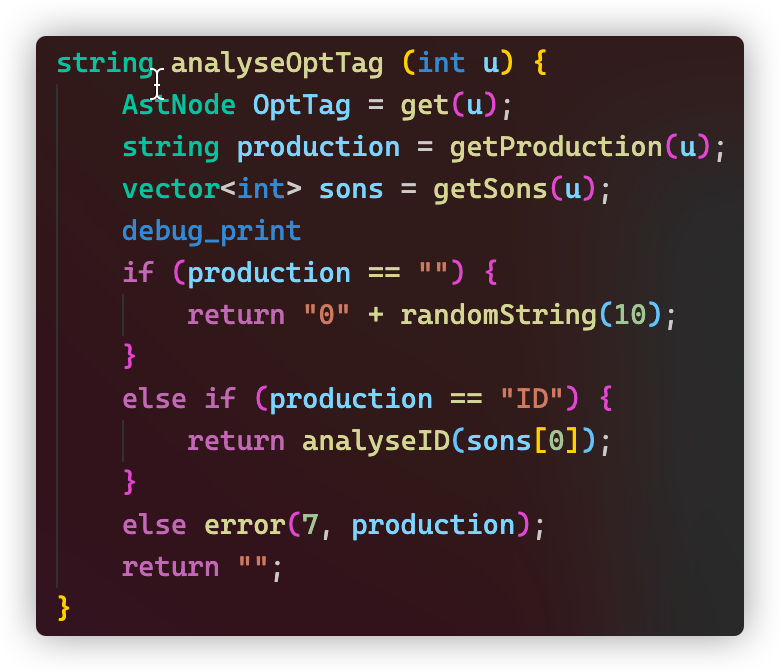 string analyseOptTag (int u) {
    AstNode OptTag = get(u);
    string production = getProduction(u);
    vector<int> sons = getSons(u);
    debug_print
    if (production == "") {
        return "0" + randomString(10);
    }
    else if (production == "ID") {
        return analyseID(sons[0]);
    }
    else error(7, production);
    return "";
}